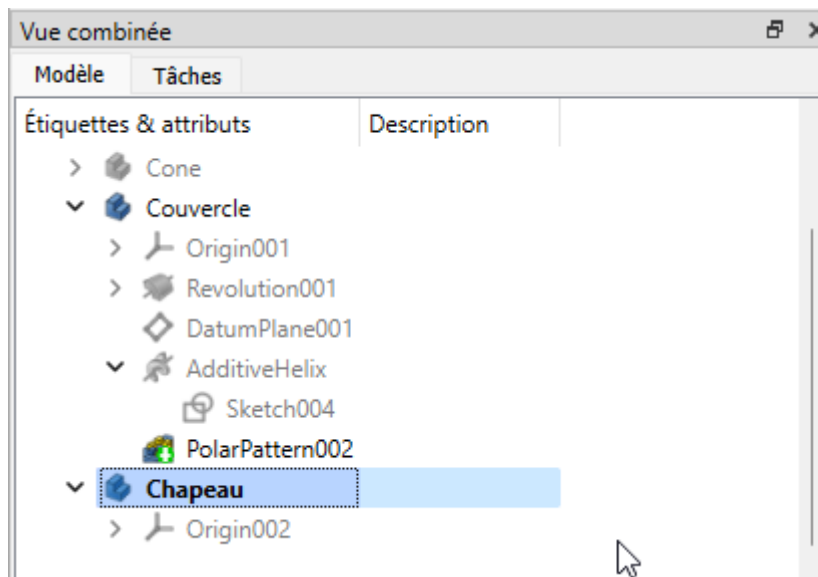 Vue combinée
Modèle Tâches
Étiquettes & attributs Description
Cone
Couvercle
Origin001
Revolution001
DatumPlane001
AdditiveHelix
Sketch004
PolarPattern002
Chapeau
Origin002